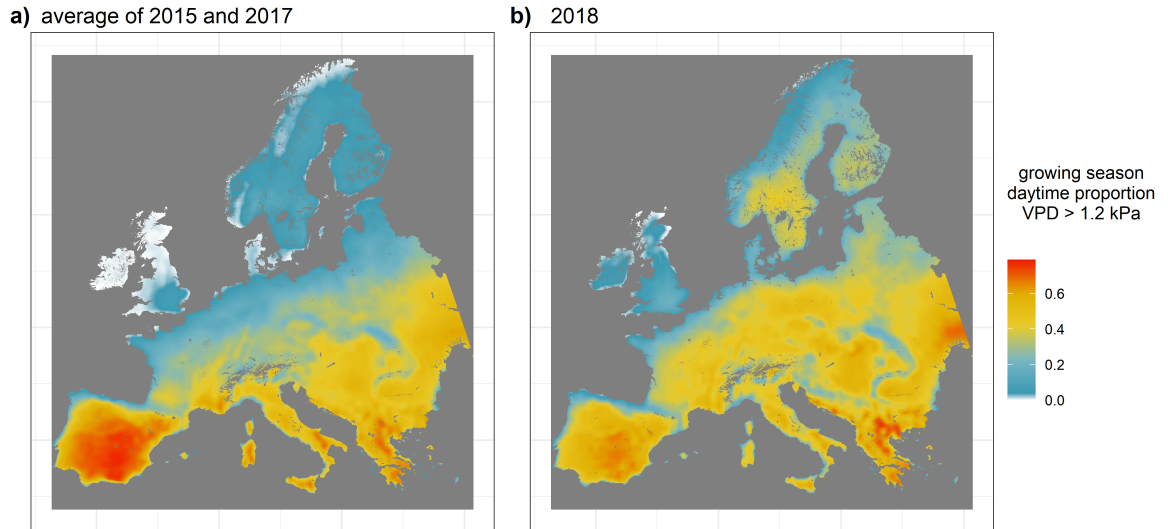 a) average of 2015 and 2017
b) 2018
growing season
daytime proportion
VPD > 1.2 kPa
0.6
0.4
0.2
0.0